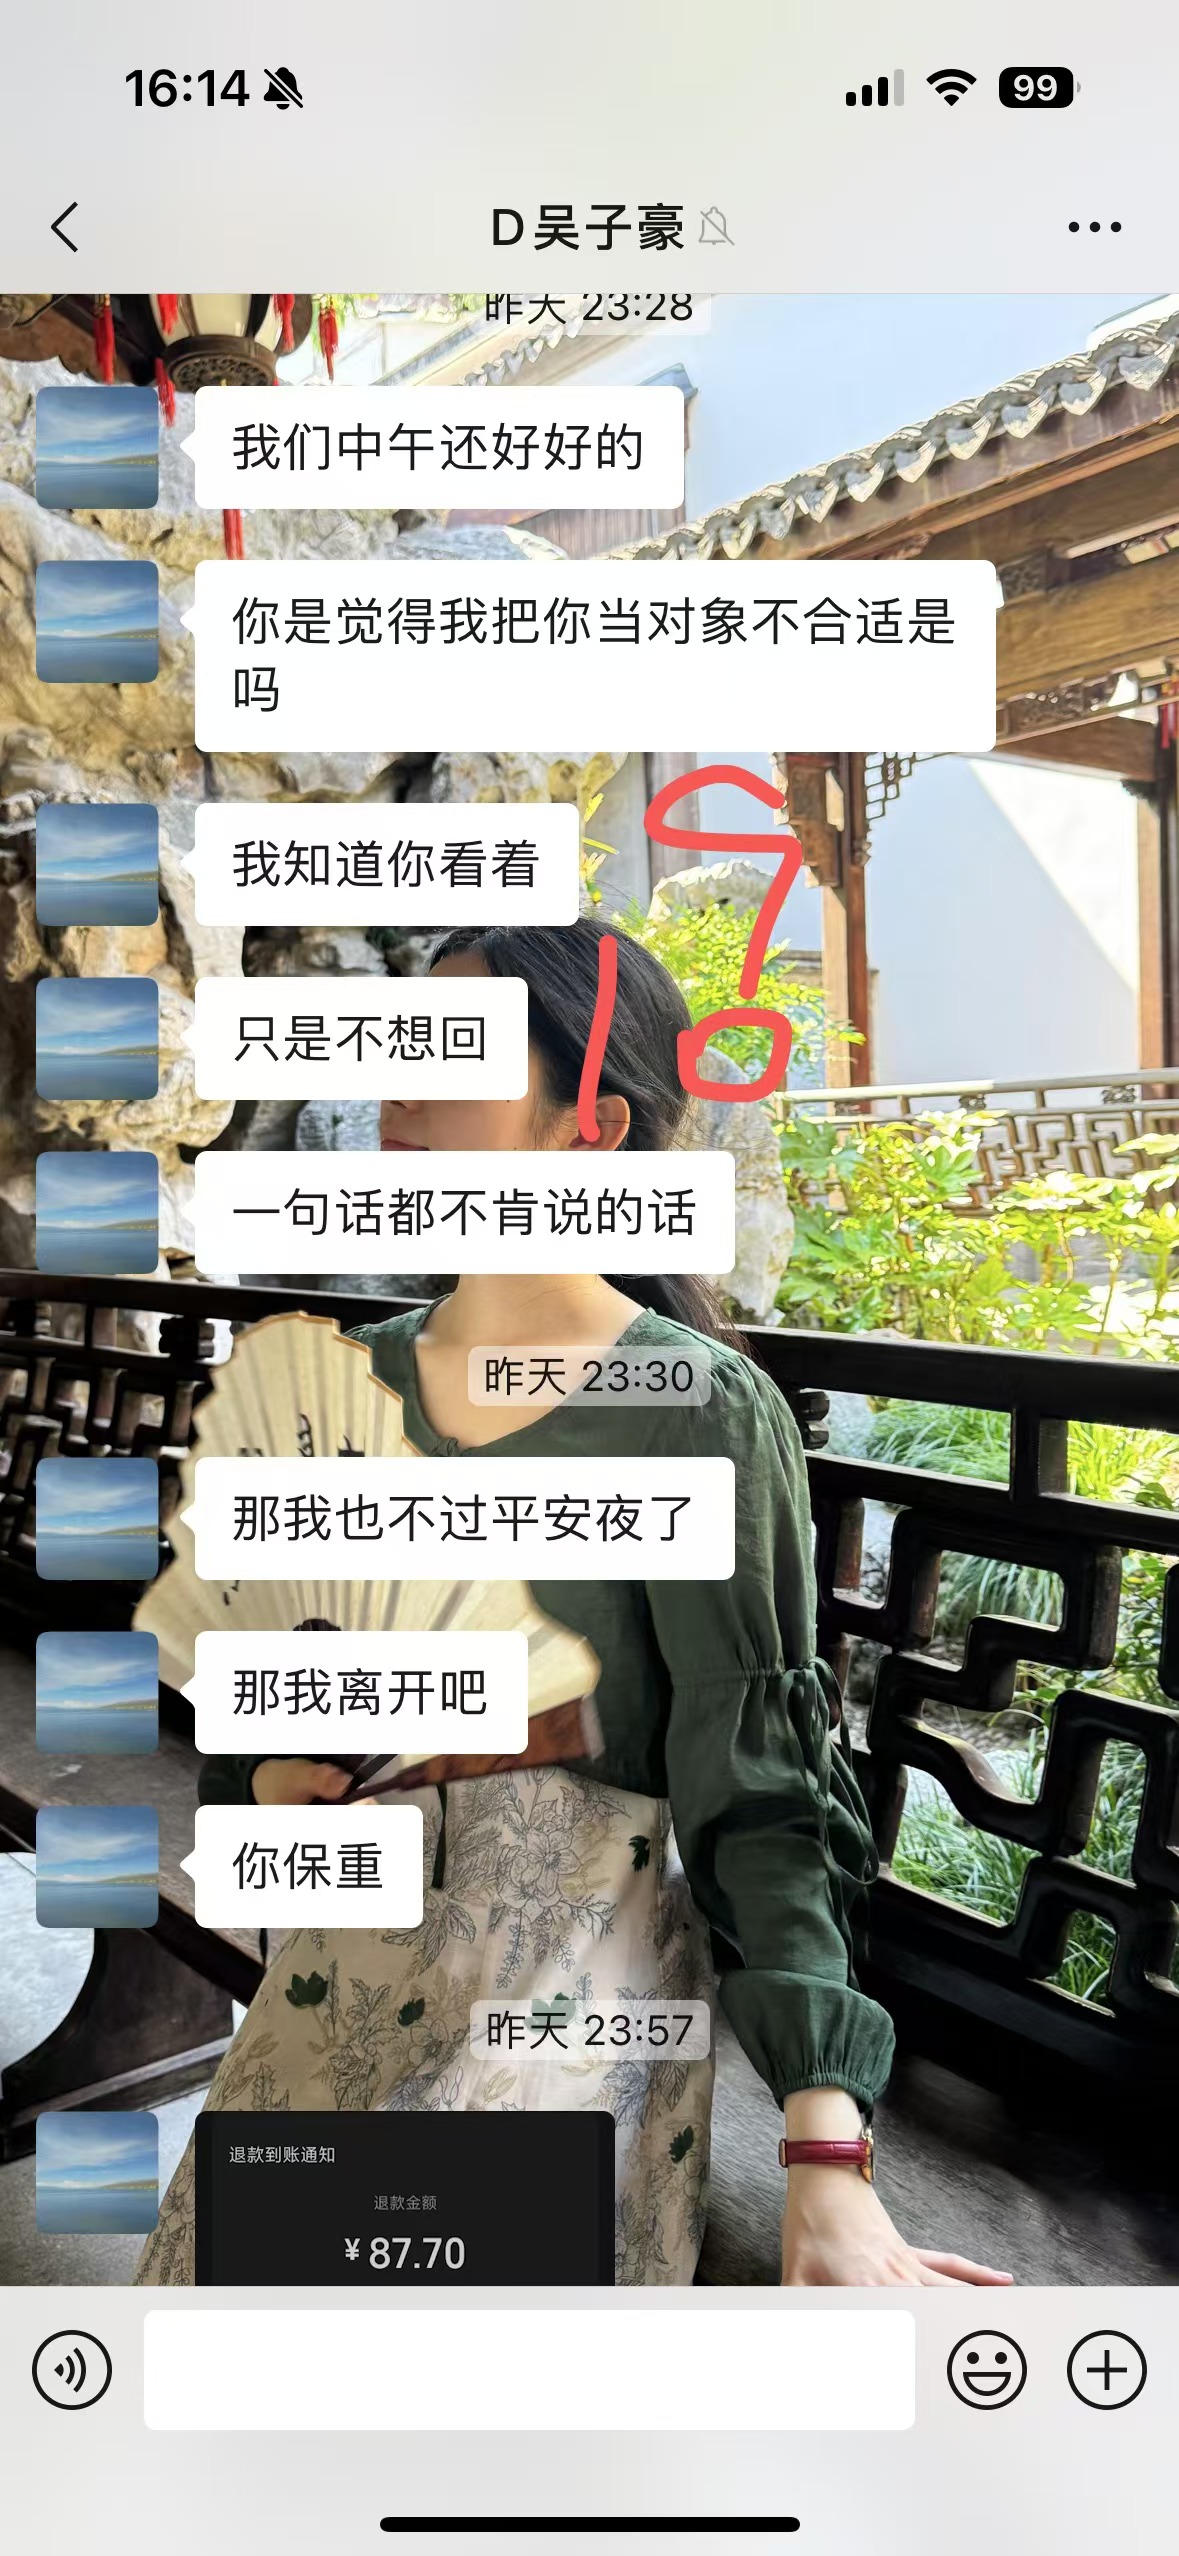 16:14
99
D吴子豪
昨天 23:28
我们中午还好好的
你是觉得我把你当对象不合适是
吗
我知道你看着
只是不想回
一句话都不肯说的话
昨天 23:30
那我也不过平安夜了
那我离开吧
你保重
昨天 23:57
退款到账通知
退款金额
¥87.70